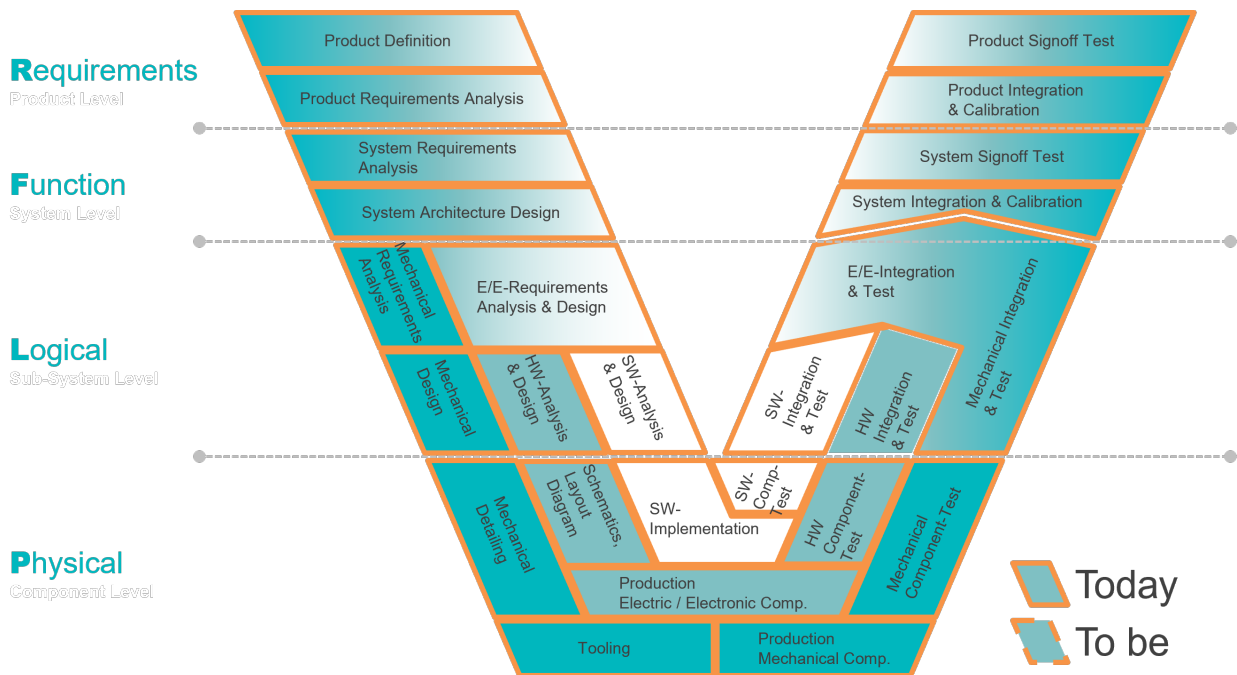 Product Definition
Product Signoff Test
Requirements
Product Level
Product Requirements Analysis
Product Integration
& Calibration
System Requirements
Analysis
System Signoff Test
Function
System Level
System Architecture Design
System Integration & Calibration
Mechanical
Requirements
Analysis
E/E-Requirements
Analysis & Design
E/E-Integration
& Test
Mechanical Integration
& Test
Logical
Sub-System Level
Mechanical
Design
HW-Analysis
& Design
SW-Analysis
& Design
SW-
Integration
& Test
HW
Integration
& Test
Physical
Component Level
Mechanical
Detailing
Schematics,
Layout
Diagram
SW-
Implementation
SW-
Comp-
Test
HW
Component-
Test
Mechanical
Component-Test
Production
Electric / Electronic Comp.
Tooling
Production
Mechanical Comp.
Today
To be